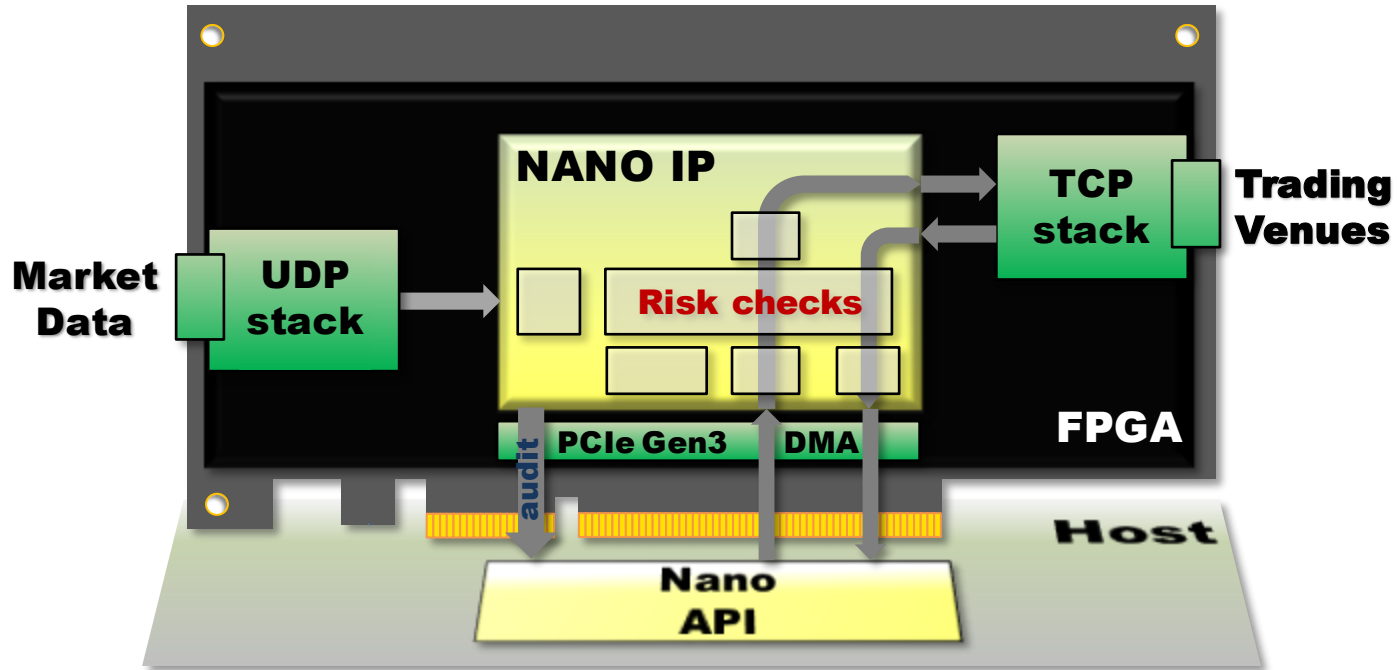 NANO IP
TCP
stack
Trading
Venues
Market
Data
UDP
stack
Risk checks
FPGA
audit
PCIe Gen3
DMA
Host
Nano
API